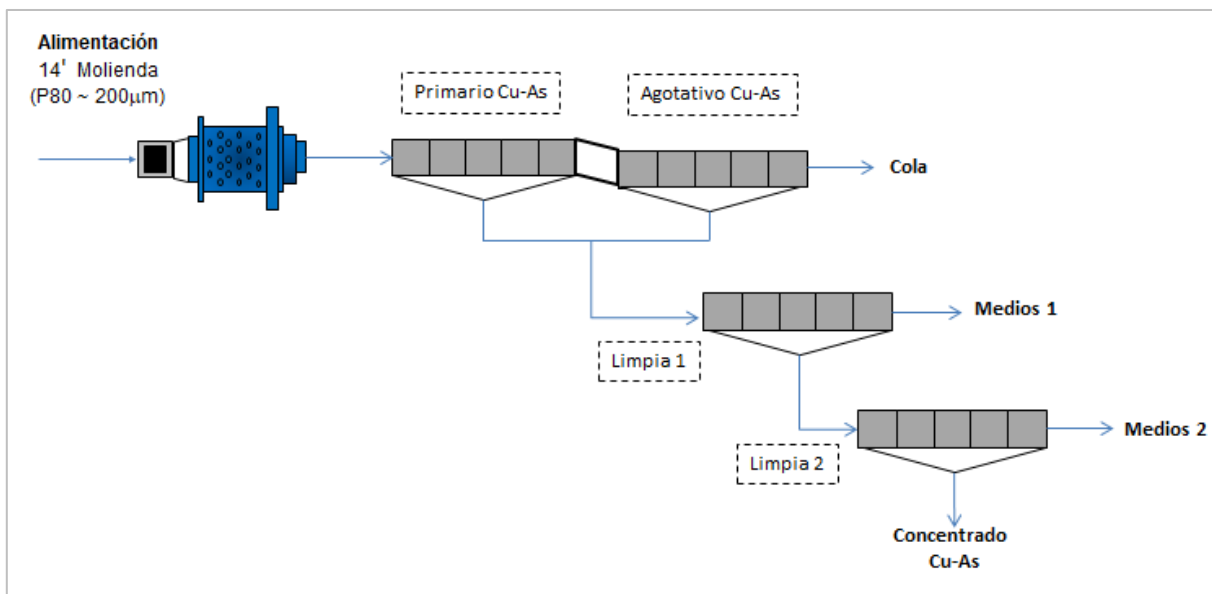 Alimentación
14' Molienda
(P80 ~ 200µm)
Primario Cu-As
Agotativo Cu-As
Cola
Medios 1
Limpia 1
Medios 2
Limpia 2
Concentrado
Cu-As